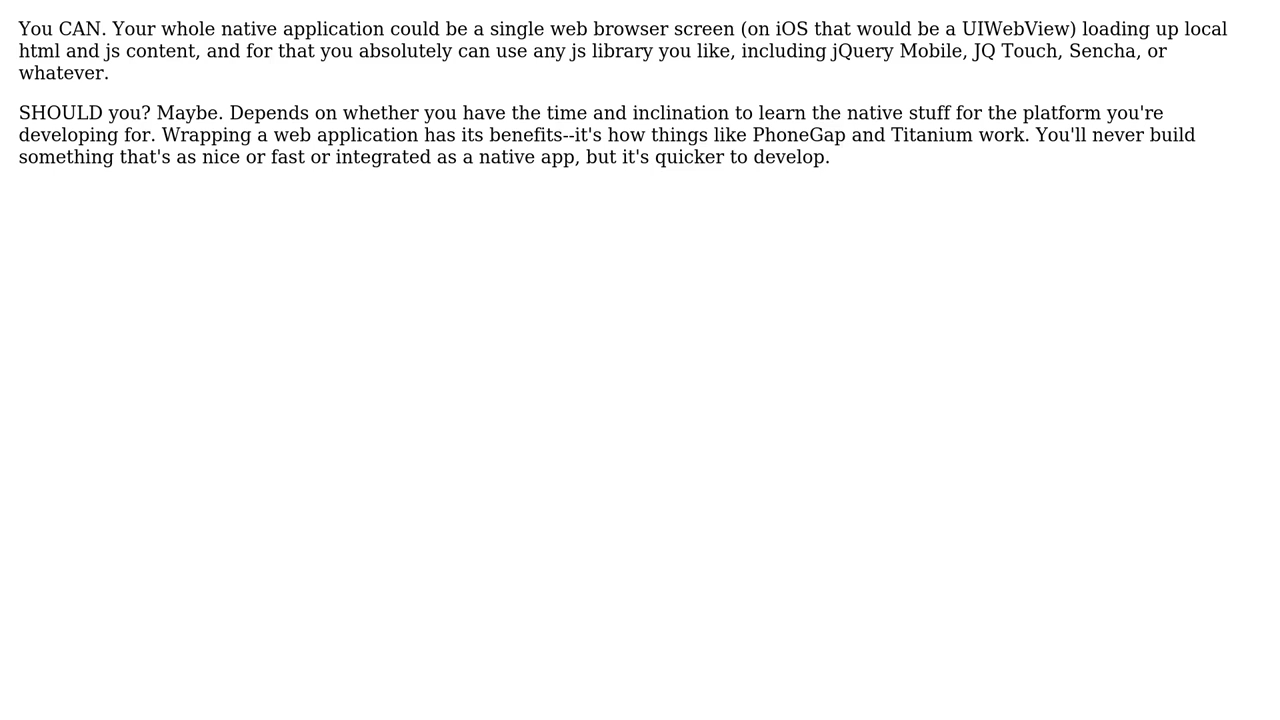 You CAN. Your whole native application could be a single web browser screen (on iOS that would be a UIWebView) loading up local
html and js content, and for that you absolutely can use any js library you like, including jQuery Mobile, JQ Touch, Sencha, or
whatever.
SHOULD you? Maybe. Depends on whether you have the time and inclination to learn the native stuff for the platform you're
developing for. Wrapping a web application has its benefits--it's how things like PhoneGap and Titanium work. You'll never build
something that's as nice or fast or integrated as a native app, but it's quicker to develop.